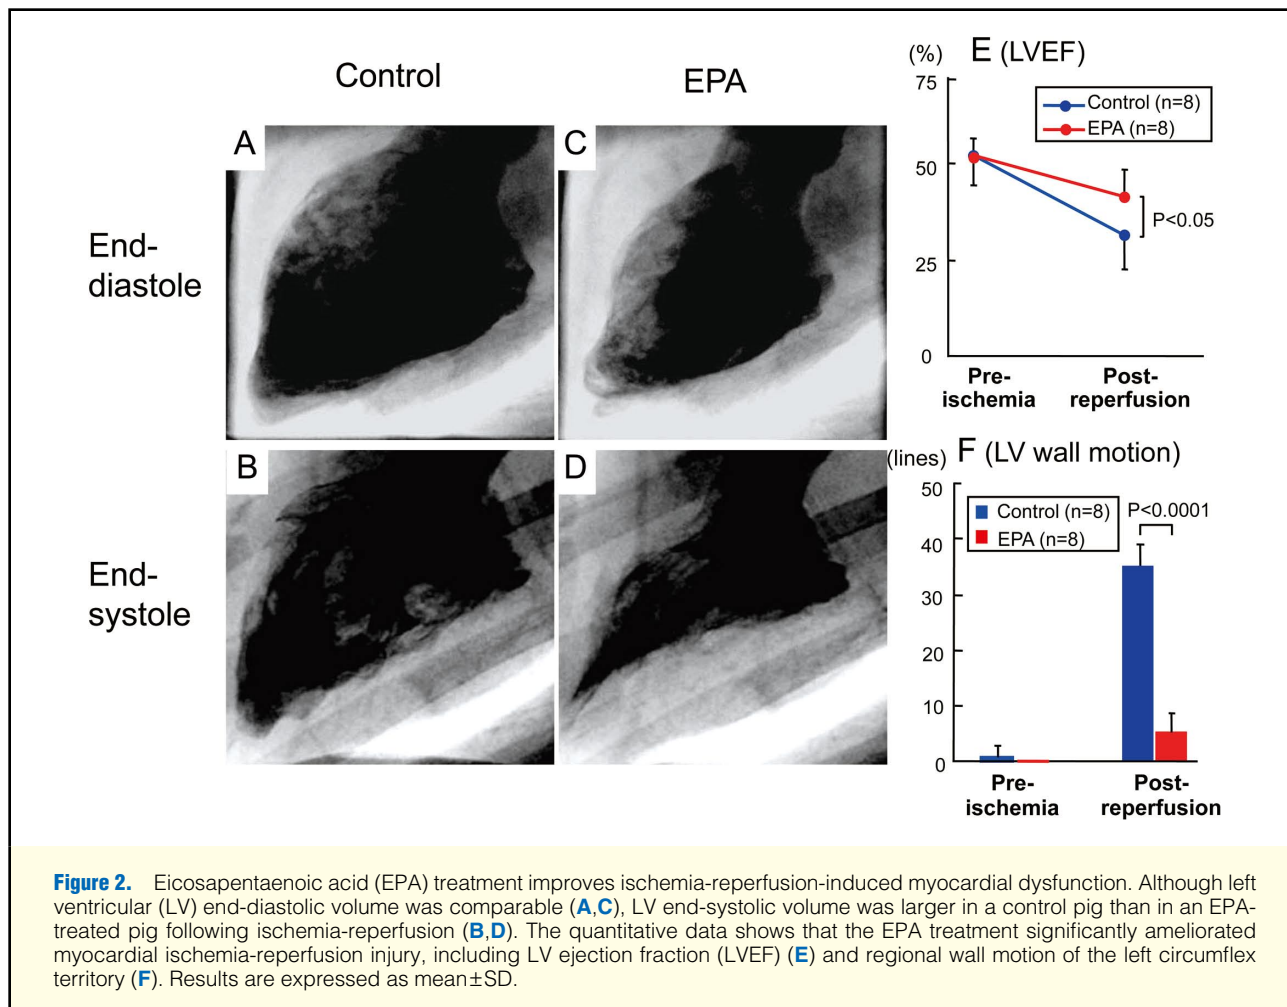 Control
EPA
A
C
End-
diastole
B
D
End-
systole
(%)
E (LVEF)
75
50
25
0
Control (n=8)
EPA (n=8)
P<0.05
Pre-
ischemia
Post-
reperfusion
(lines)
F (LV wall motion)
50
40
30
20
10
0
Control (n=8)
EPA (n=8)
P<0.0001
Pre-
ischemia
Post-
reperfusion
Figure 2. Eicosapentaenoic acid (EPA) treatment improves ischemia-reperfusion-induced myocardial dysfunction. Although left
ventricular (LV) end-diastolic volume was comparable (A,C), LV end-systolic volume was larger in a control pig than in an EPA-
treated pig following ischemia-reperfusion (B,D). The quantitative data shows that the EPA treatment significantly ameliorated
myocardial ischemia-reperfusion injury, including LV ejection fraction (LVEF) (E) and regional wall motion of the left circumflex
territory (F). Results are expressed as mean±SD.